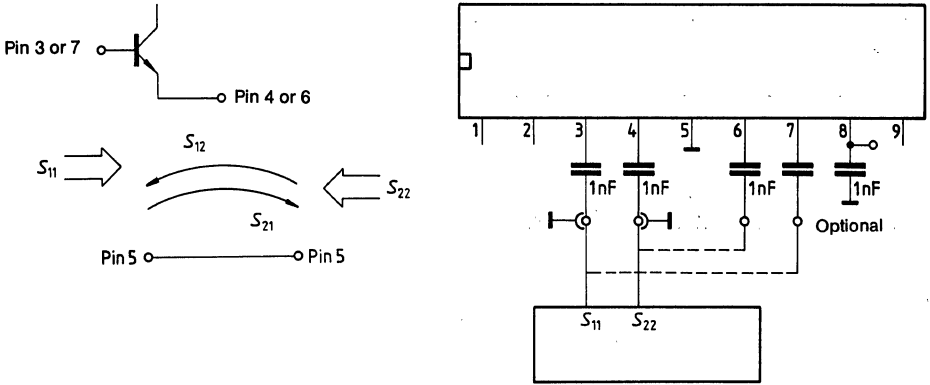 Pin 3 or 7
Pin 4 or 6
S12
S11
S22
S21
Pin 5
Pin 5
1 2 3 4 5 6 7 8 9
1nF 1nF 1nF 1nF
Optional
S11 S22